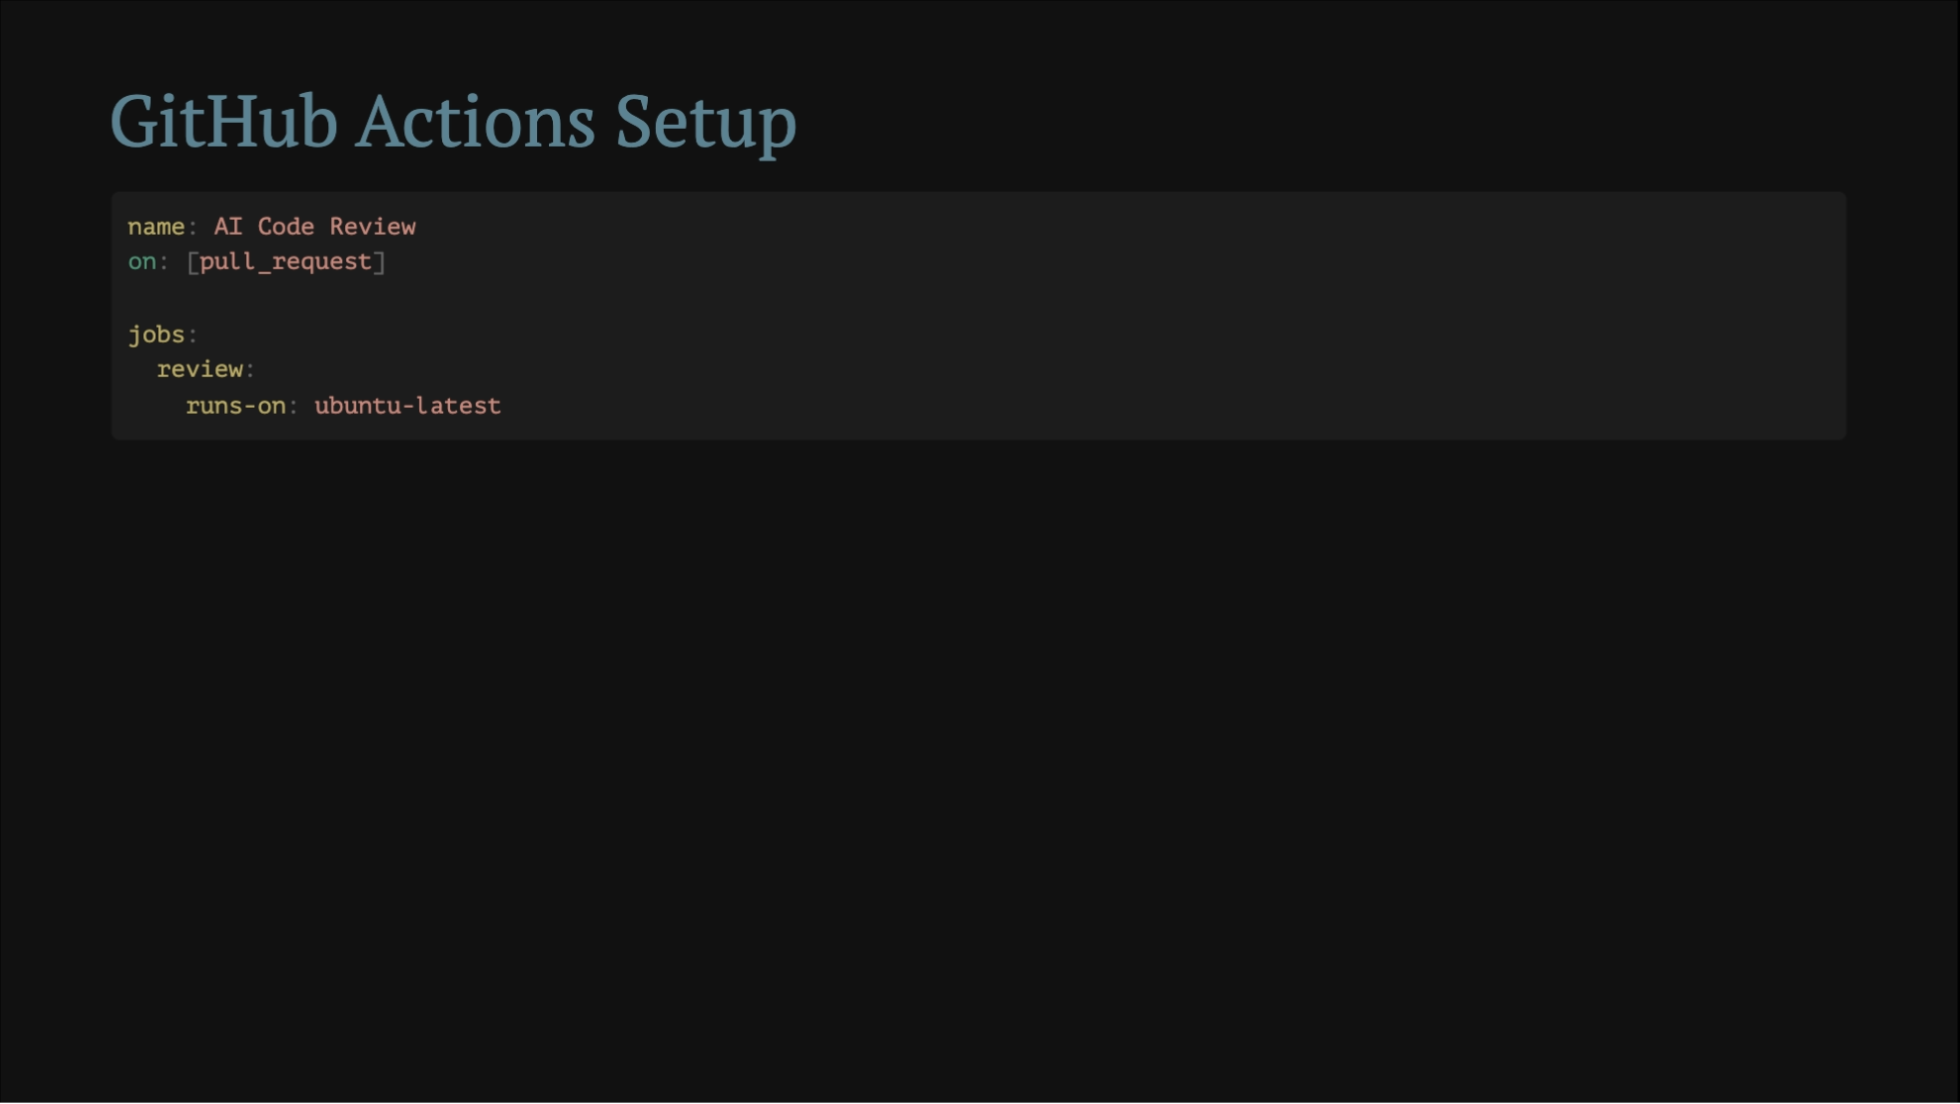 GitHub Actions Setup
name: AI Code Review
on: [pull_request]

jobs:
  review:
    runs-on: ubuntu-latest